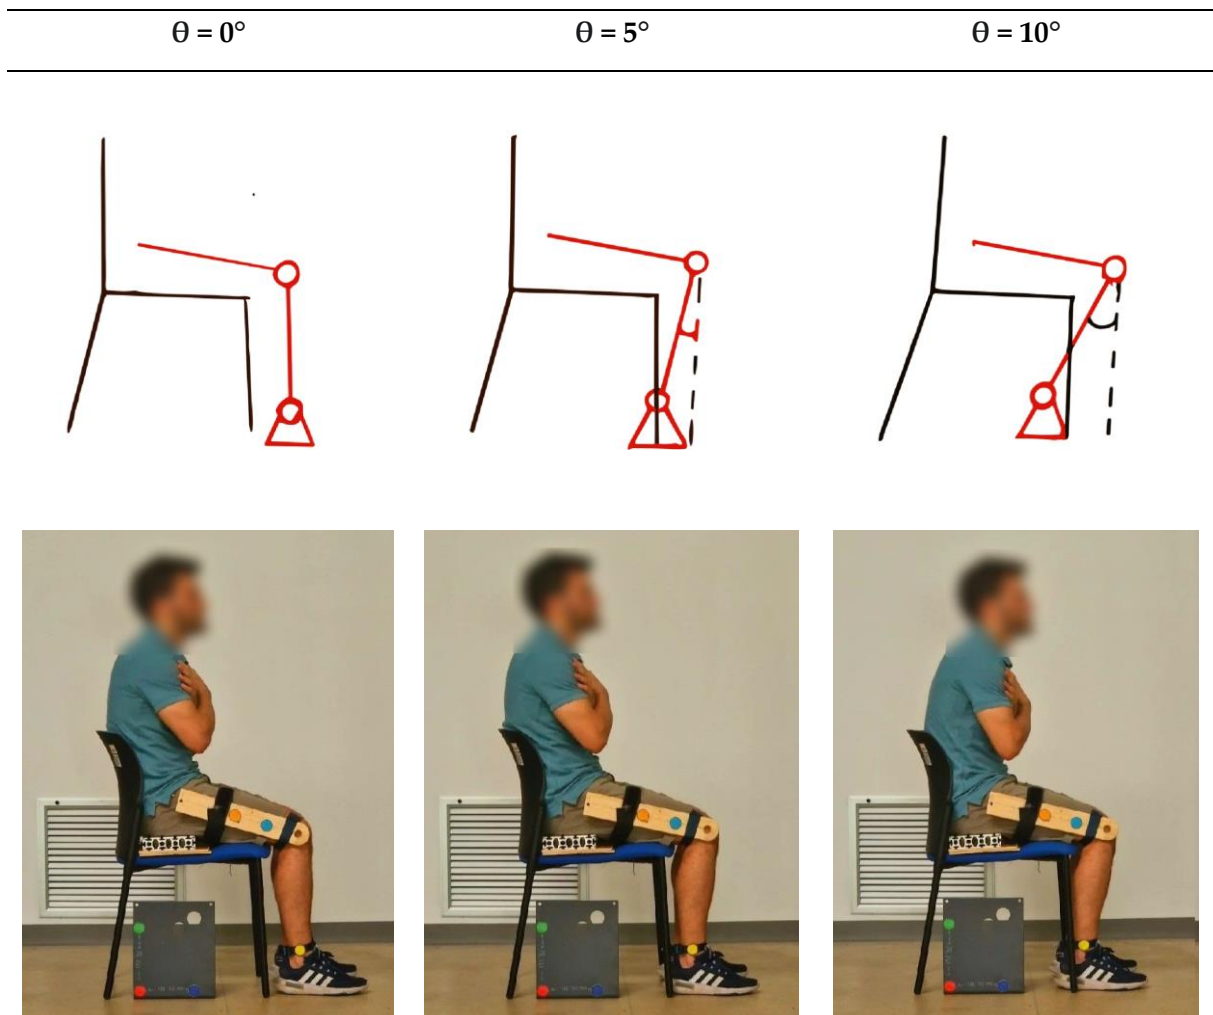 θ = 0°
θ = 5°
θ = 10°